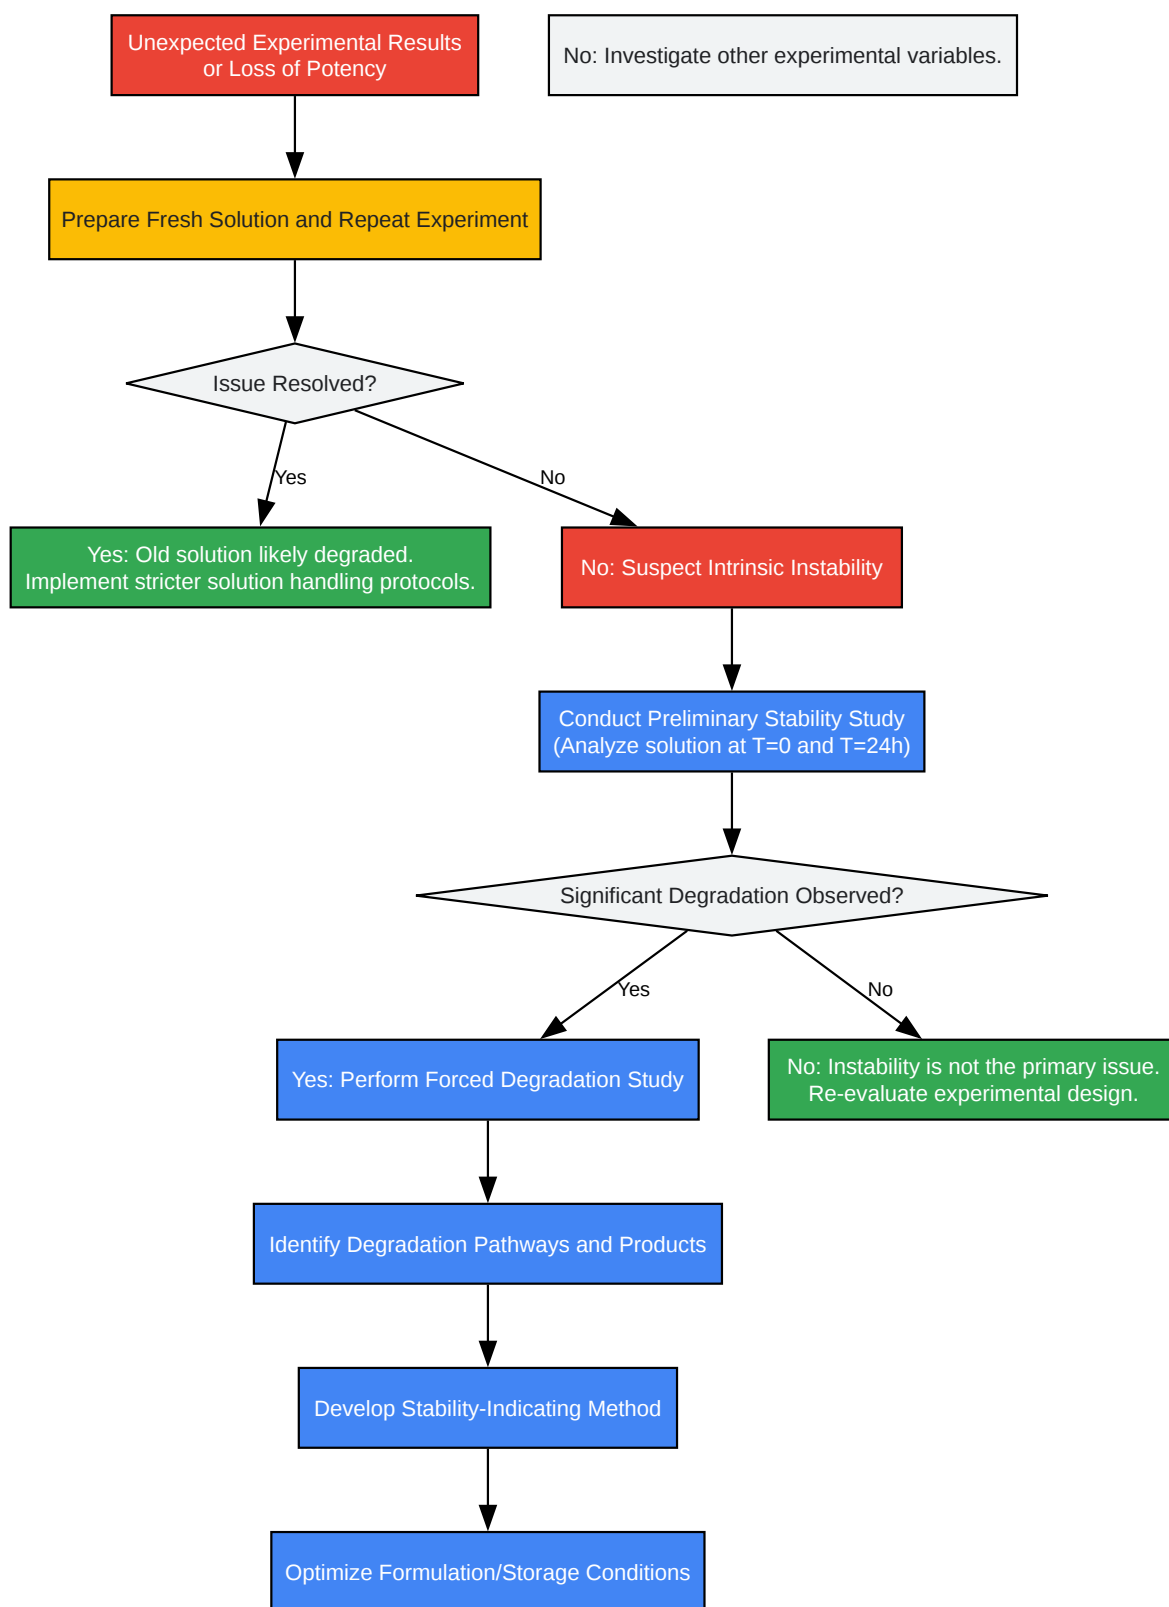 Unexpected Experimental Results
or Loss of Potency
No: Investigate other experimental variables.
Prepare Fresh Solution and Repeat Experiment
Issue Resolved?
Yes
No
Yes: Old solution likely degraded.
Implement stricter solution handling protocols.
No: Suspect Intrinsic Instability
Conduct Preliminary Stability Study
(Analyze solution at T=0 and T=24h)
Significant Degradation Observed?
Yes
No
Yes: Perform Forced Degradation Study
No: Instability is not the primary issue.
Re-evaluate experimental design.
Identify Degradation Pathways and Products
Develop Stability-Indicating Method
Optimize Formulation/Storage Conditions